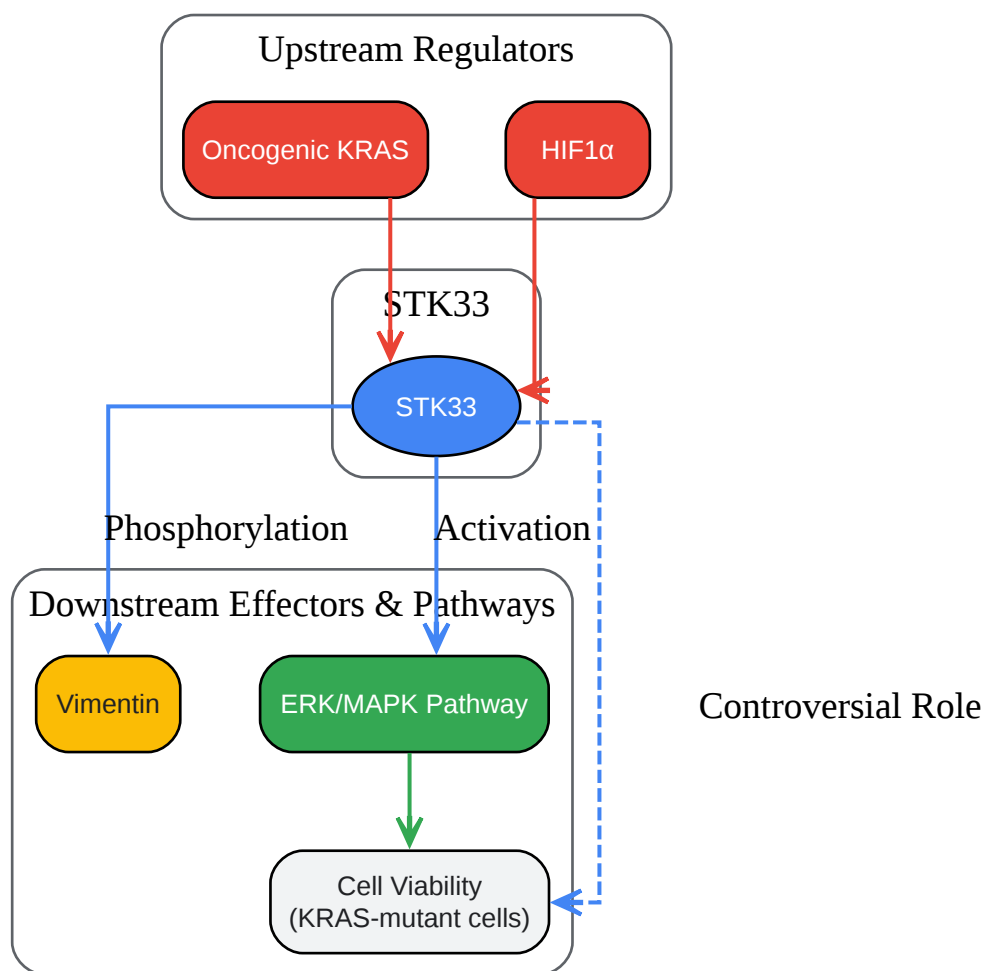 Upstream Regulators
Oncogenic KRAS
HIF1α
STK33
STK33
Phosphorylation
Activation
Downstream Effectors & Pathways
Vimentin
ERK/MAPK Pathway
Controversial Role
Cell Viability
(KRAS-mutant cells)